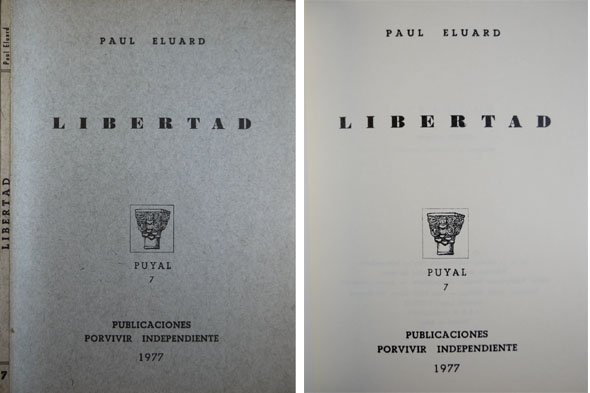 Paul Eluard
LIBERTAD
7
PAUL ELUARD
LIBERTAD
PUYAL
7
PUBLICACIONES
PORVIVIR INDEPENDIENTE
1977
PAUL ELUARD
LIBERTAD
PUYAL
7
PUBLICACIONES
PORVIVIR INDEPENDIENTE
1977